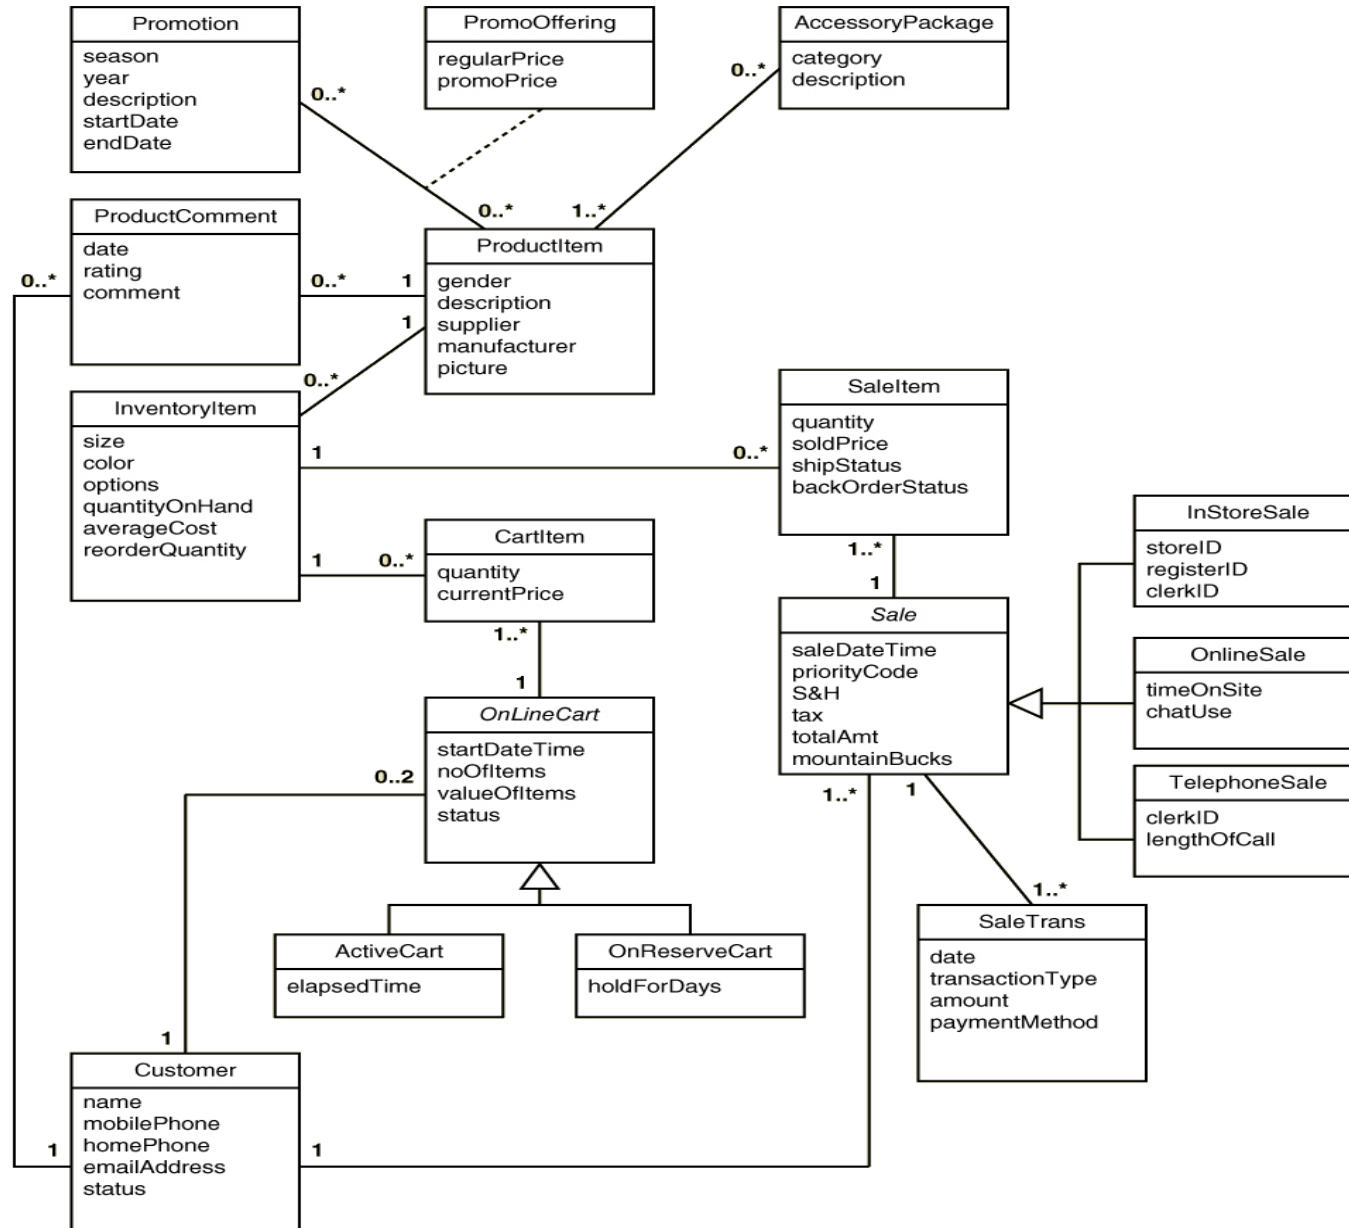 Promotion
season
year
description
startDate
endDate
PromoOffering
regularPrice
promoPrice
AccessoryPackage
category
description
0..*
0..*
0..*
1..*
ProductComment
date
rating
comment
0..*
0..*
1
ProductItem
gender
description
supplier
manufacturer
picture
1
0..*
InventoryItem
size
color
options
quantityOnHand
averageCost
reorderQuantity
1
0..*
SaleItem
quantity
soldPrice
shipStatus
backOrderStatus
1
0..*
CartItem
quantity
currentPrice
1..*
1
1..*
1
Sale
saleDateTime
priorityCode
S&H
tax
totalAmt
mountainBucks
InStoreSale
storeID
registerID
clerkID
OnlineSale
timeOnSite
chatUse
TelephoneSale
clerkID
lengthOfCall
OnLineCart
startDateTime
noOfItems
valueOfItems
status
0..2
1..*
1
1..*
ActiveCart
elapsedTime
OnReserveCart
holdForDays
SaleTrans
date
transactionType
amount
paymentMethod
1
Customer
name
mobilePhone
homePhone
emailAddress
status
1
1